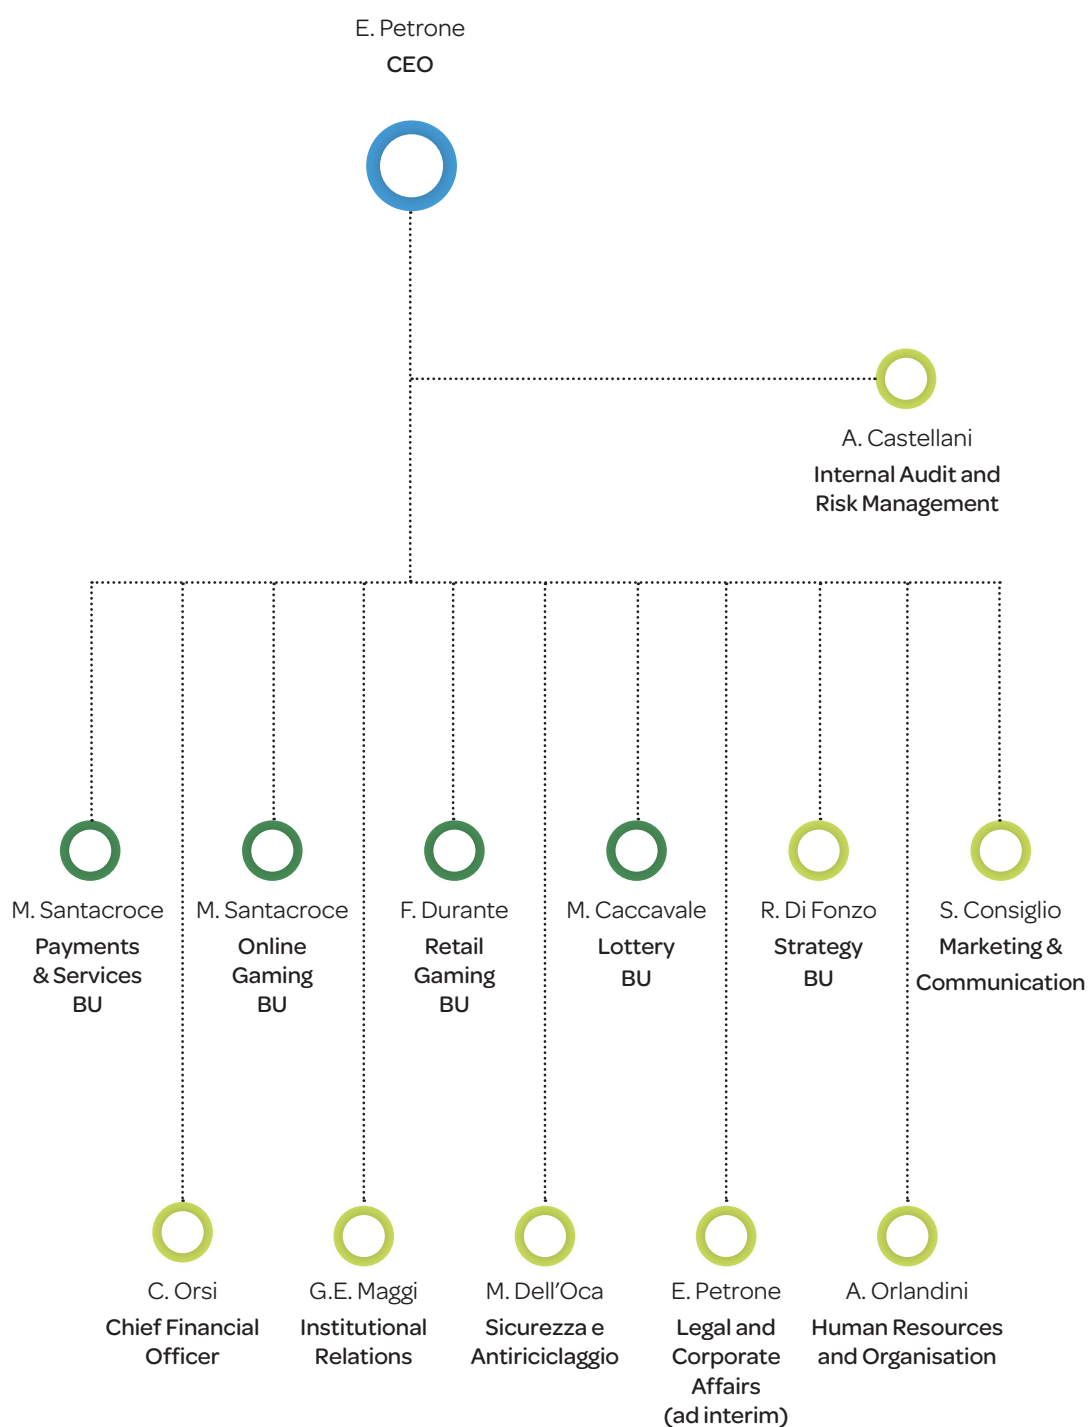 E. Petrone
CEO
A. Castellani
Internal Audit and
Risk Management
M. Santacroce
Payments
& Services
BU
M. Santacroce
Online
Gaming
BU
F. Durante
Retail
Gaming
BU
M. Caccavale
Lottery
BU
R. Di Fonzo
Strategy
BU
S. Consiglio
Marketing &
Communication
C. Orsi
Chief Financial
Officer
G.E. Maggi
Institutional
Relations
M. Dell’Oca
Sicurezza e
Antiriciclaggio
E. Petrone
Legal and
Corporate
Affairs
(ad interim)
A. Orlandini
Human Resources
and Organisation